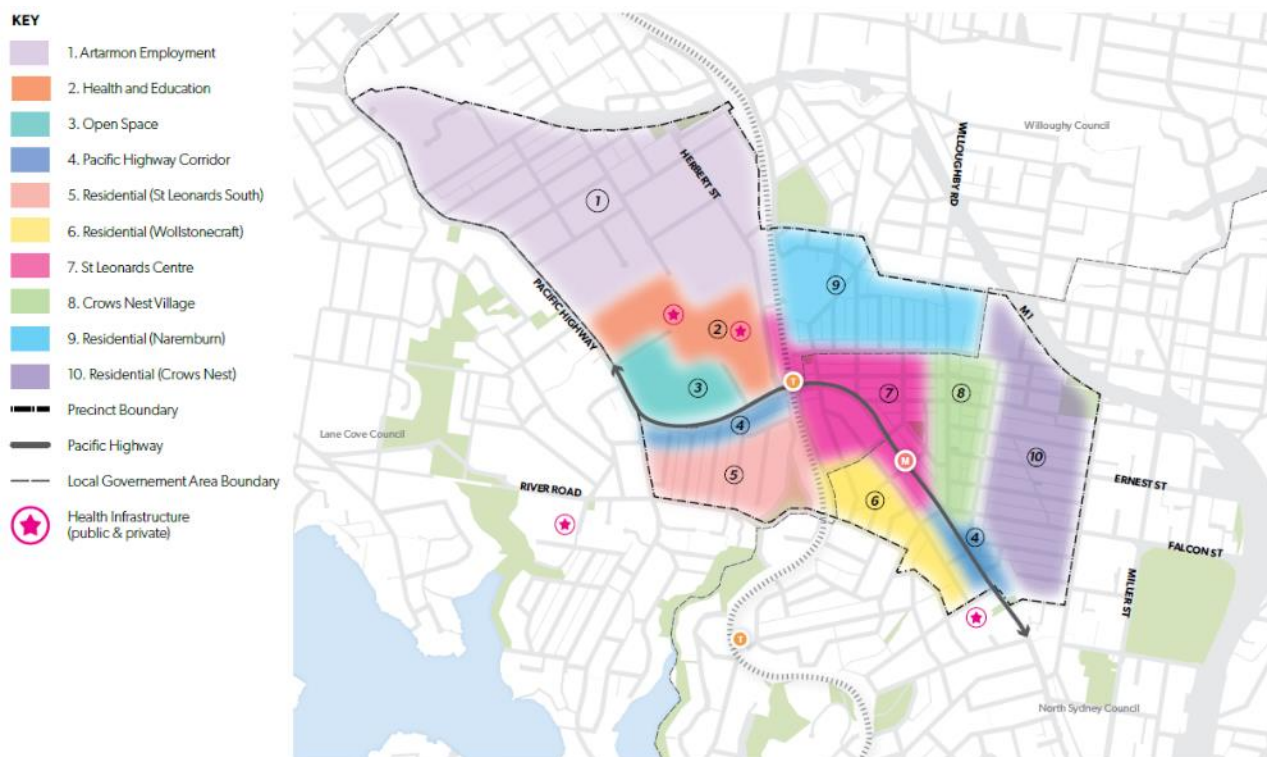 KEY
1. Artarmon Employment
2. Health and Education
3. Open Space
4. Pacific Highway Corridor
5. Residential (St Leonards South)
6. Residential (Wollstonecraft)
7. St Leonards Centre
8. Crows Nest Village
9. Residential (Naremburn)
10. Residential (Crows Nest)
Precinct Boundary
Pacific Highway
Local Governement Area Boundary
Health Infrastructure
(public & private)
Willoughy Council
WILLOUGHBY RD
HERBERT ST
1
PACIFIC HIGHWAY
9
M1
2
T
3
7
8
4
Lane Cove Council
M
10
5
ERNEST ST
RIVER ROAD
6
4
FALCON ST
MILLER ST
T
North Sydney Council